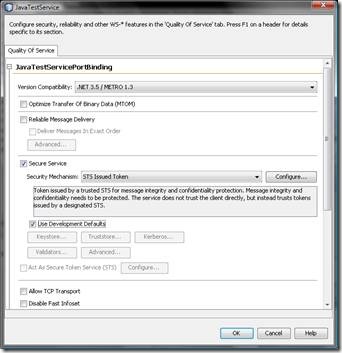 JavaTestService
Configure security, reliability and other WS-* features in the 'Quality Of Service' tab. Press F1 on a header for details
specific to its section.
Quality Of Service
JavaTestServicePortBinding
Version Compatibility: .NET 3.5 / METRO 1.3
Optimize Transfer Of Binary Data (MTOM)
Reliable Message Delivery
Deliver Messages In Exact Order
Advanced...
Secure Service
Security Mechanism: STS Issued Token Configure...
Token issued by a trusted STS for message integrity and confidentiality protection. Message integrity and
confidentiality needs to be protected. The service does not trust the client directly, but instead trusts tokens
issued by a designated STS.
Use Development Defaults
Keystore... Truststore... Kerberos...
Validators... Advanced...
Act As Secure Token Service (STS) Configure...
Allow TCP Transport
Disable Fast Infoset
OK Cancel Help